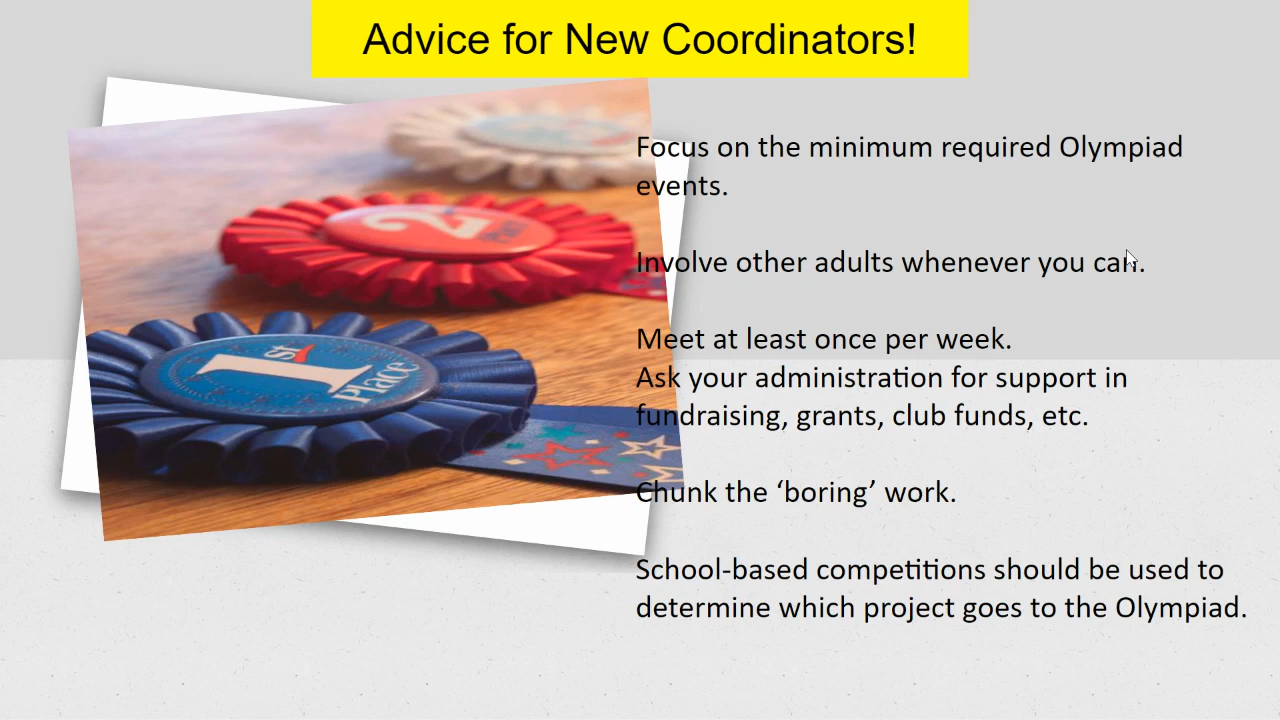 Advice for New Coordinators!
Focus on the minimum required Olympiad
events.
Involve other adults whenever you can.
Meet at least once per week.
Ask your administration for support in
fundraising, grants, club funds, etc.
Chunk the ‘boring’ work.
School-based competitions should be used to
determine which project goes to the Olympiad.
2
Place
1st
Place